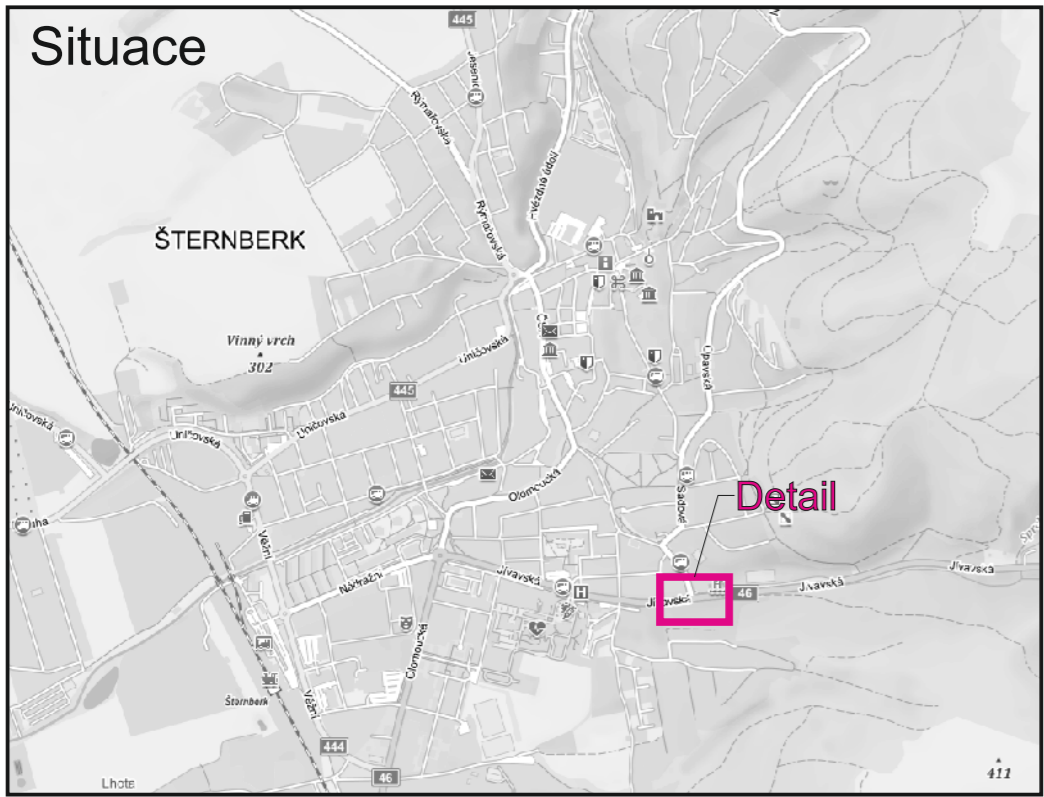 Situace
445
Rýmařovská
Hvězdné údolí
Rýmařovská
ŠTERNBERK
i
Vinný vrch
302
Uničovská
445
Opavská
Uničovská
Uničovská
Uničovská
Olomoucká
Sadová
Detail
Věžní
Jívavská
Jívavská
Jívavská
Nádražní
H
H
46
Jívavská
Olomoucká
Věžní
Šternberk
444
46
Lhota
411